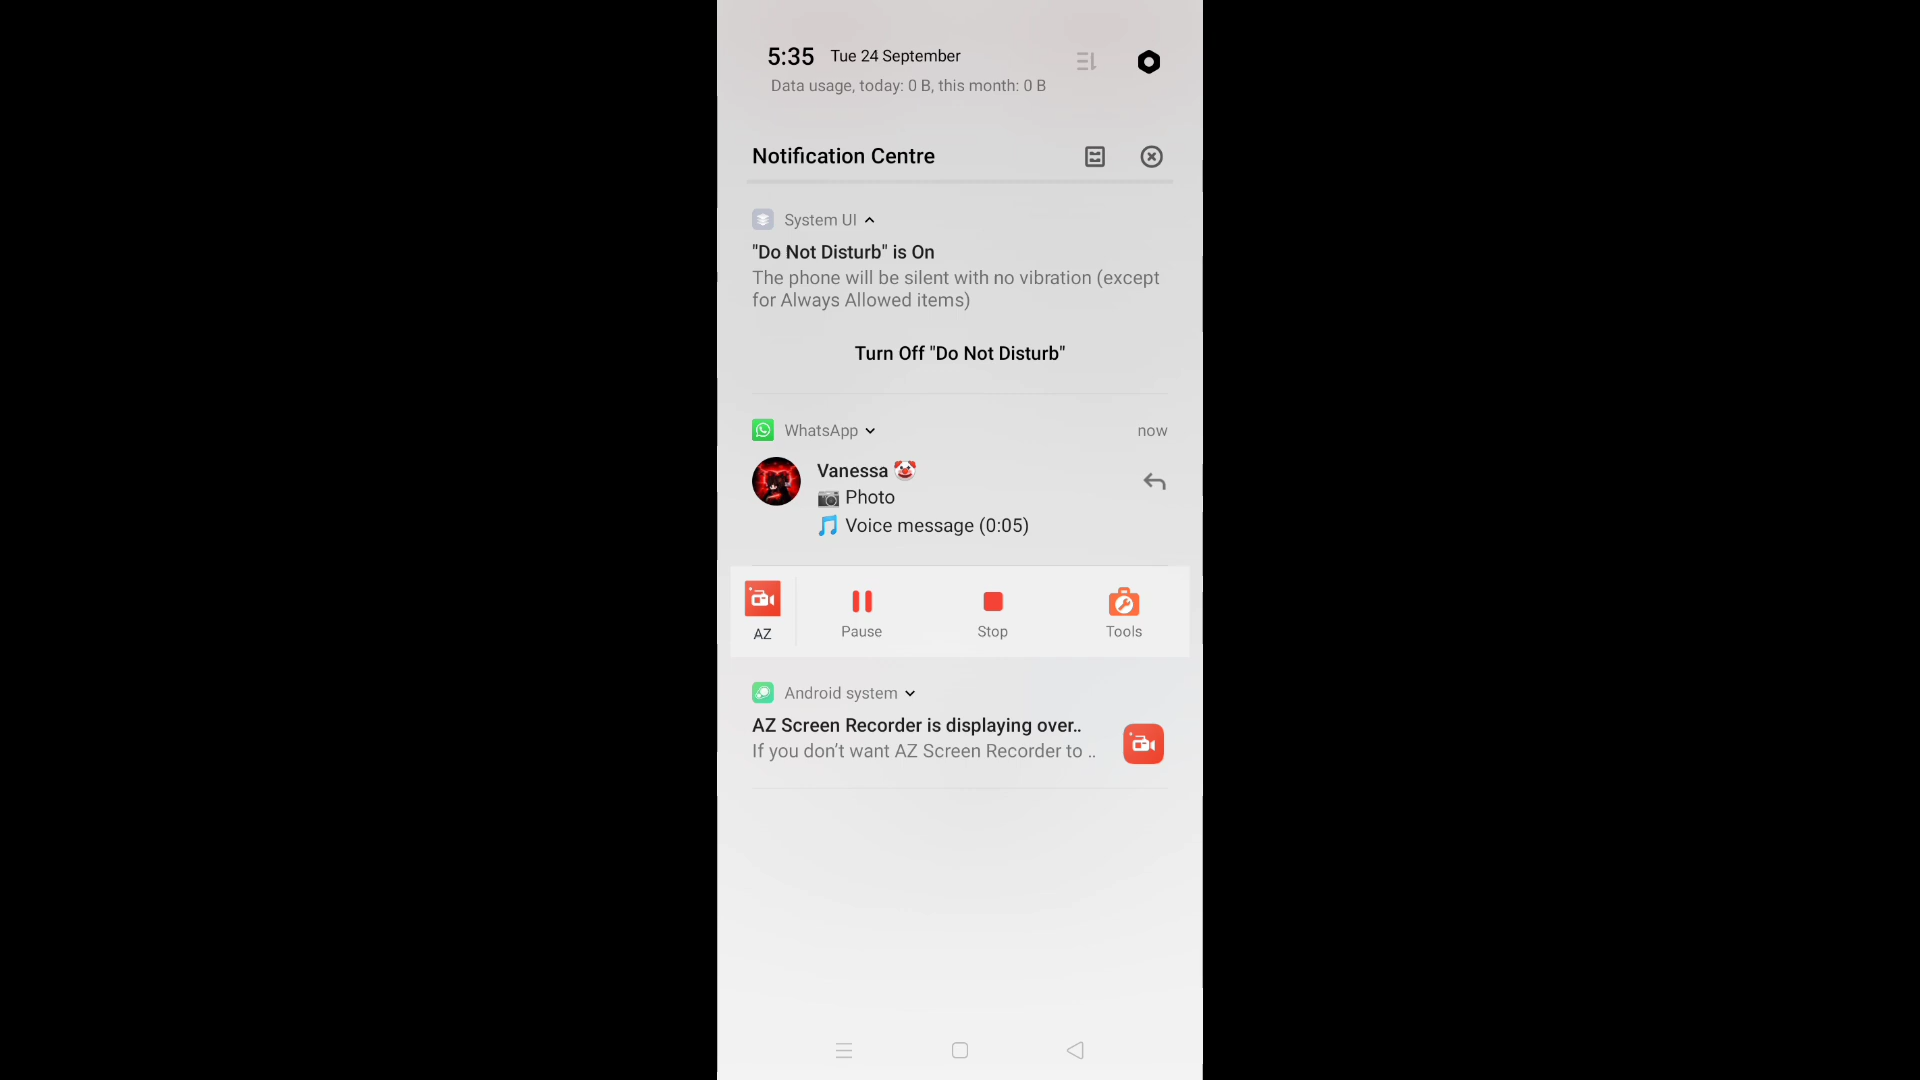 5:35 Tue 24 September
Data usage, today: 0 B, this month: 0 B
Notification Centre
System UI
"Do Not Disturb" is On
The phone will be silent with no vibration (except
for Always Allowed items)
Turn Off "Do Not Disturb"
WhatsApp now
Vanessa 🤡
📷 Photo
🎵 Voice message (0:05)
AZ Pause Stop Tools
Android system
AZ Screen Recorder is displaying over..
If you don’t want AZ Screen Recorder to ..